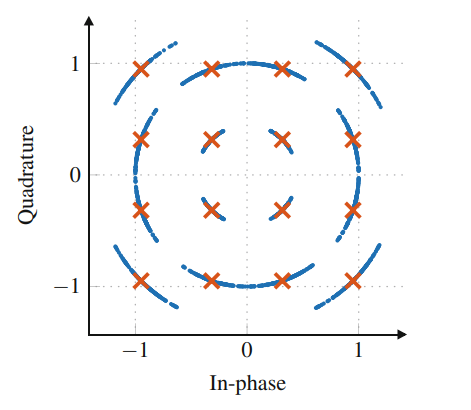 1
Quadrature
0
−1
−1 0 1
In-phase